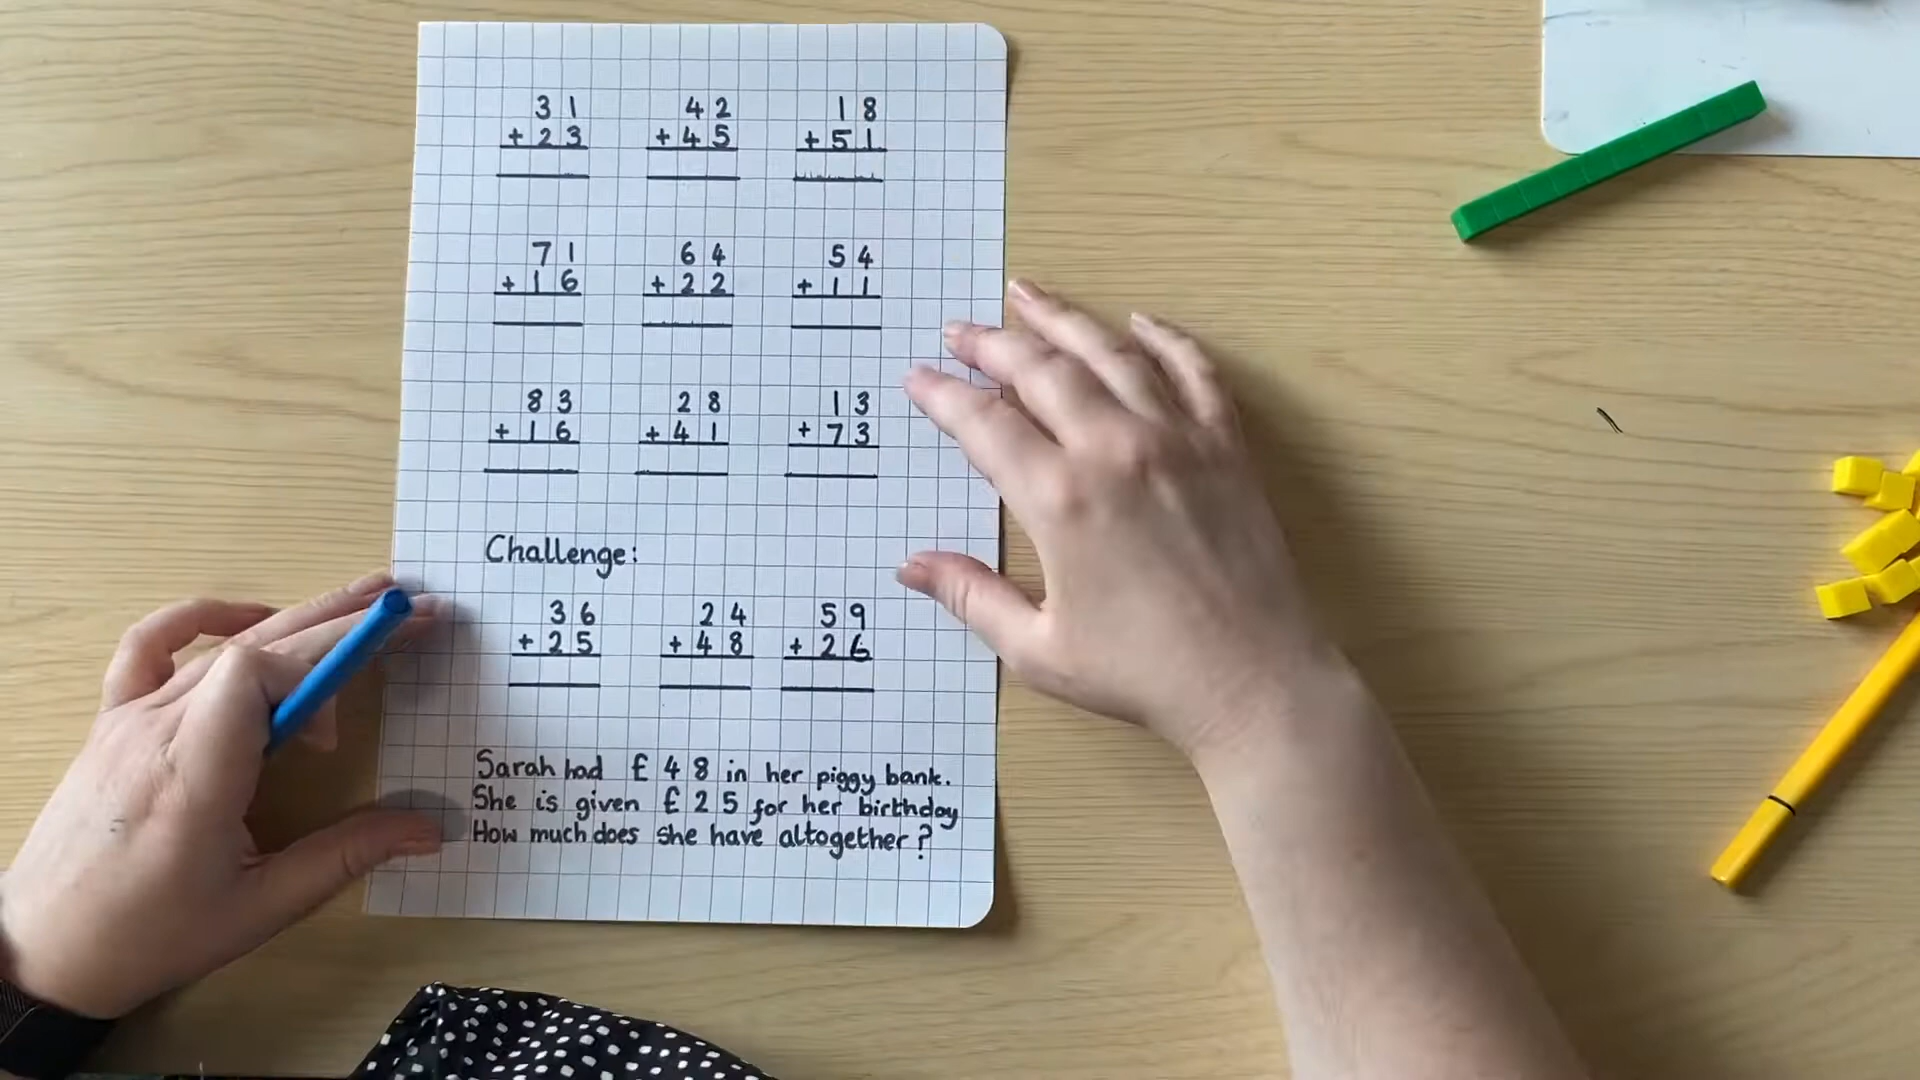 31 42 18
+23 +45 +51
71 64 54
+16 +22 +11
83 28 13
+16 +41 +73
Challenge:
36 24 59
+25 +48 +26
Sarah had £48 in her piggy bank.
She is given £25 for her birthday
How much does she have altogether?